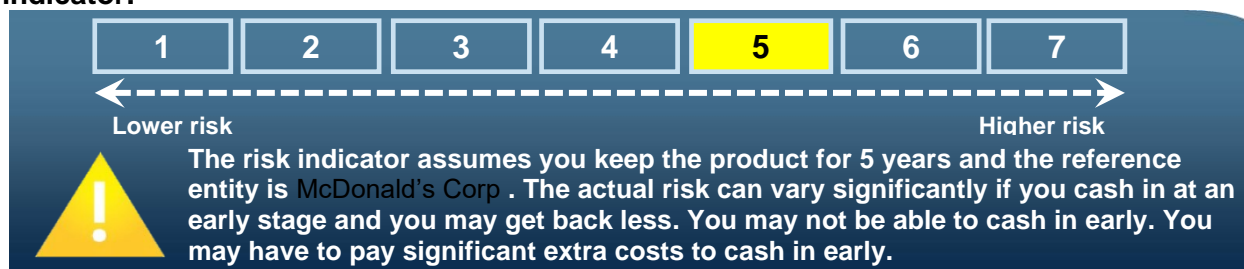 indicator:
1 2 3 4 5 6 7
Lower risk Higher risk
The risk indicator assumes you keep the product for 5 years and the reference
entity is McDonald's Corp . The actual risk can vary significantly if you cash in at an
early stage and you may get back less. You may not be able to cash in early. You
may have to pay significant extra costs to cash in early.